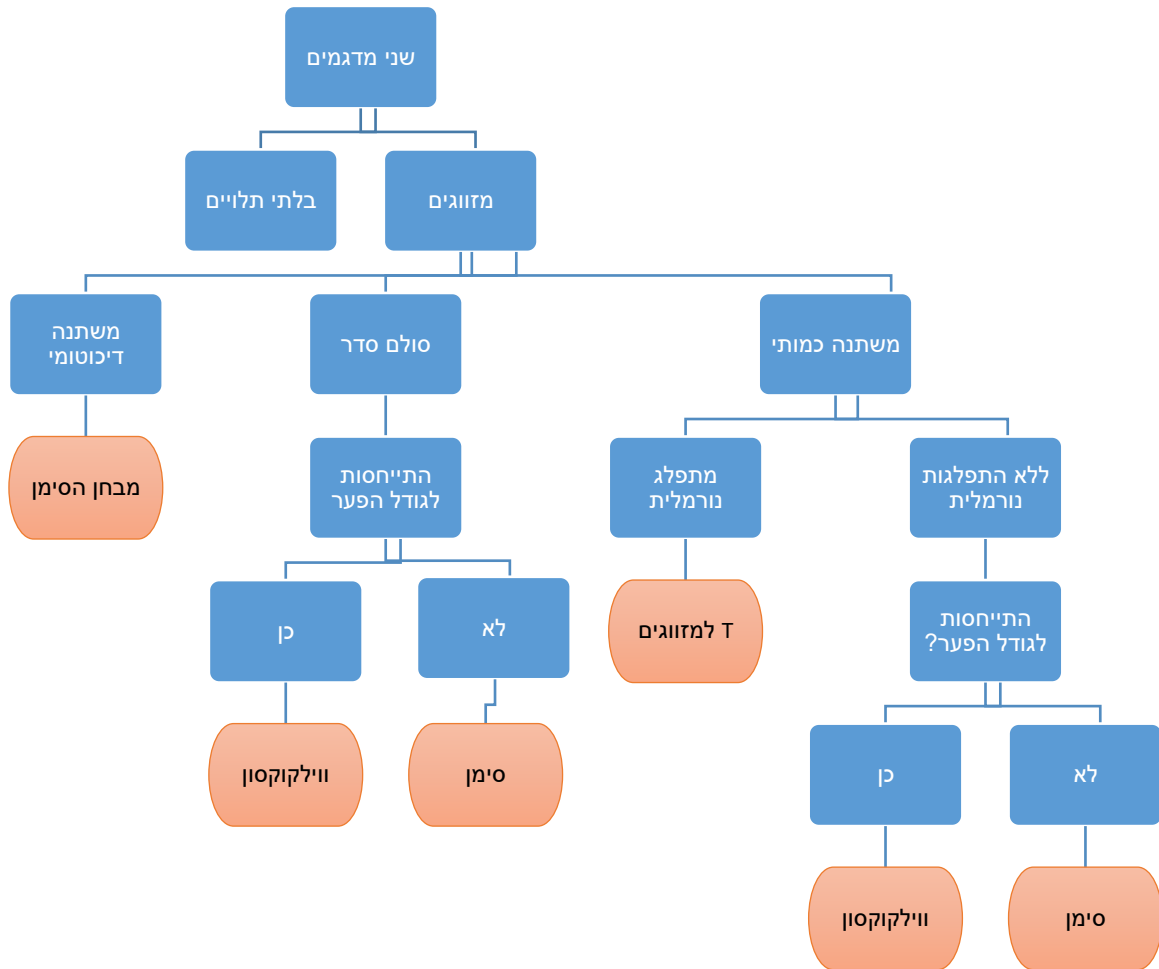 שני מדגמים
מזווגים
בלתי תלויים
משתנה כמותי
סולם סדר
משתנה
דיכוטומי
ללא התפלגות
נורמלית
מתפלג
נורמלית
התייחסות
לגודל הפער
מבחן הסימן
התייחסות
לגודל הפער?
T למזווגים
לא
כן
לא
כן
סימן
ווילקוקסון
סימן
ווילקוקסון